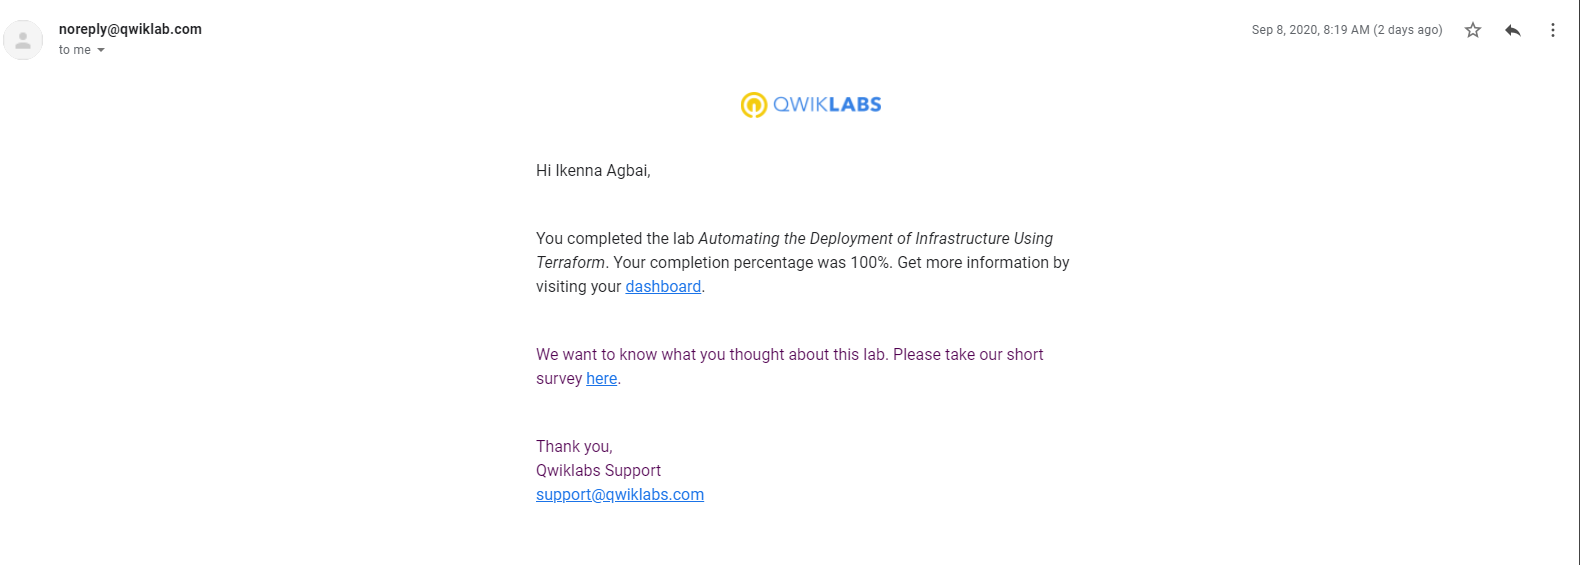 noreply@qwiklab.com
Sep 8, 2020, 8:19 AM (2 days ago)
to me
QWIKLABS
Hi Ikenna Agbai,
You completed the lab Automating the Deployment of Infrastructure Using
Terraform. Your completion percentage was 100%. Get more information by
visiting your dashboard.
We want to know what you thought about this lab. Please take our short
survey here.
Thank you,
Qwiklabs Support
support@qwiklabs.com